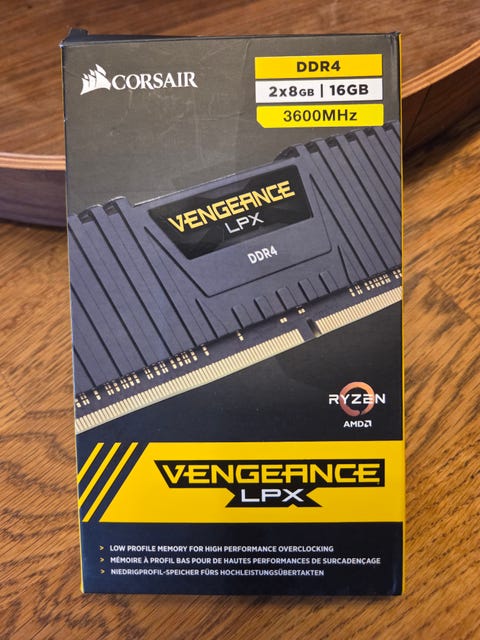 CORSAIR
DDR4
2x8GB | 16GB
3600MHz
VENGEANCE
LPX
DDR4
RYZEN
AMD
VENGEANCE
LPX
> LOW PROFILE MEMORY FOR HIGH PERFORMANCE OVERCLOCKING
> MÉMOIRE À PROFIL BAS POUR DE HAUTES PERFORMANCES DE SURCADENÇAGE
> NIEDRIGPROFIL-SPEICHER FÜRS HOCHLEISTUNGSÜBERTAKTEN